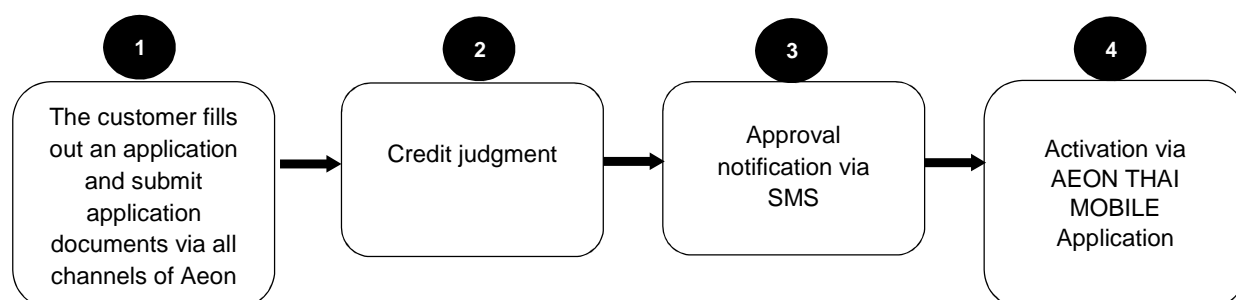 1
The customer fills
out an application
and submit
application
documents via all
channels of Aeon
2
Credit judgment
3
Approval
notification via
SMS
4
Activation via
AEON THAI
MOBILE
Application